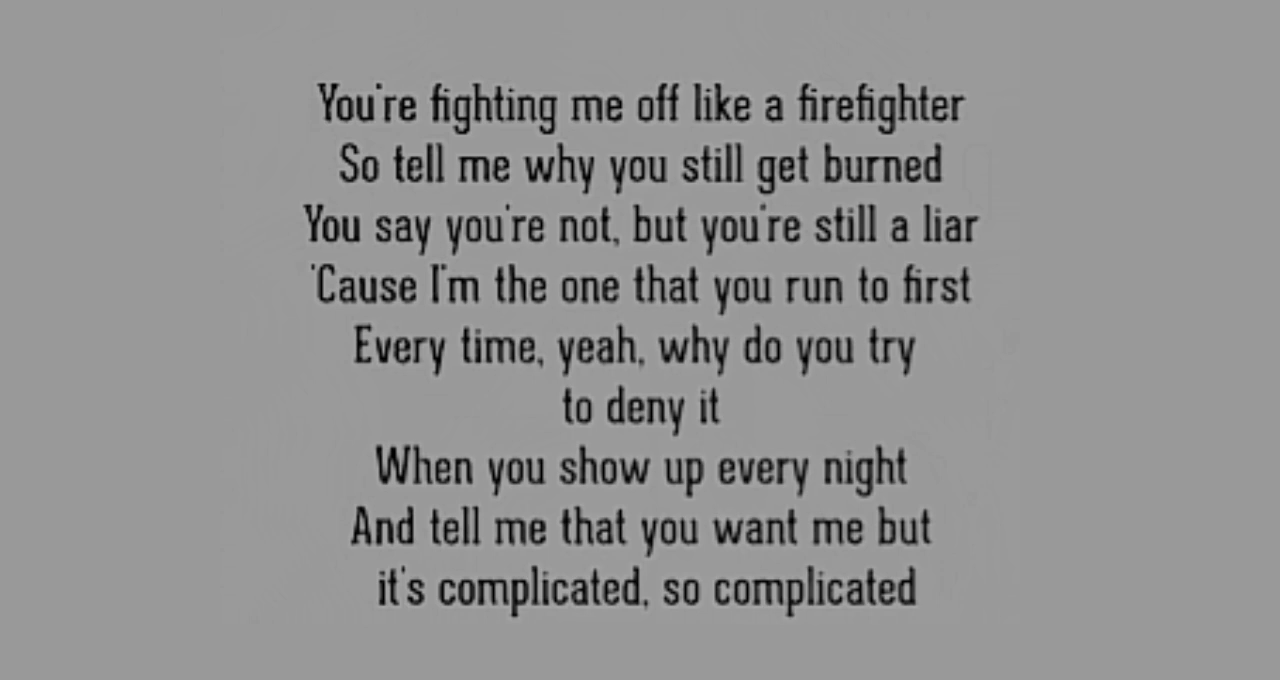 You're fighting me off like a firefighter
So tell me why you still get burned
You say you're not, but you're still a liar
'Cause I'm the one that you run to first
Every time, yeah, why do you try
to deny it
When you show up every night
And tell me that you want me but
it's complicated, so complicated